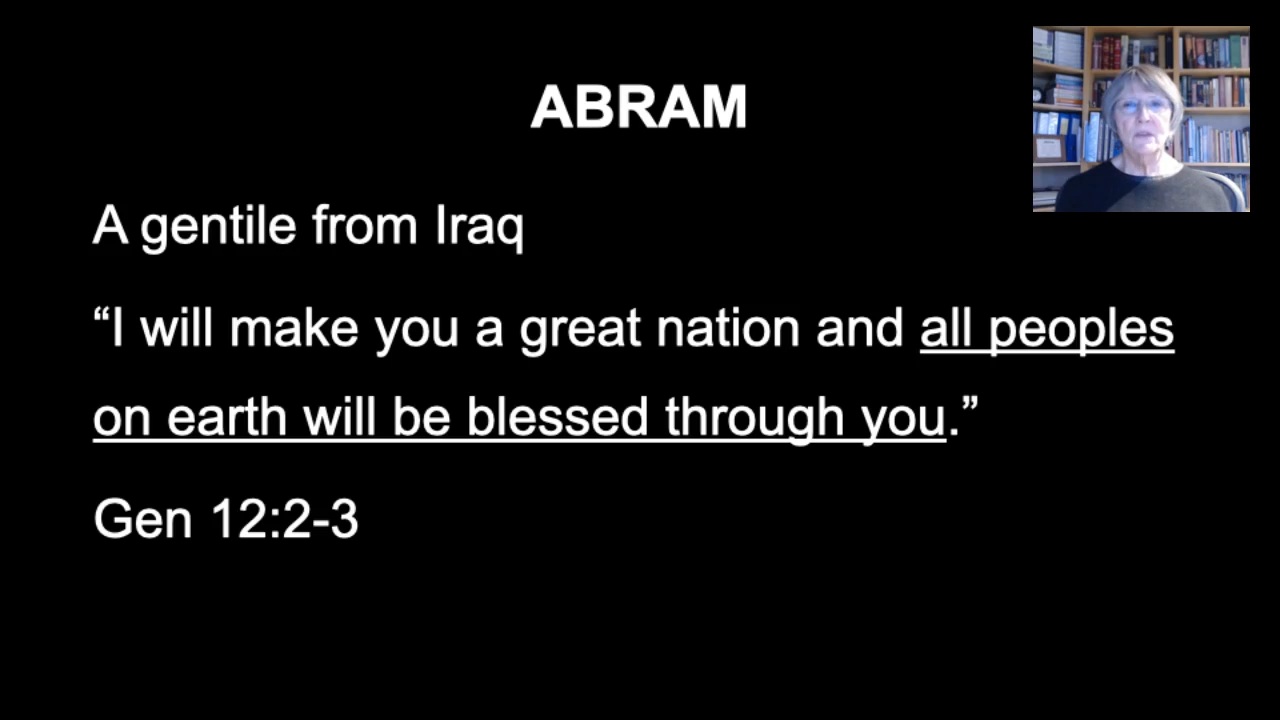 ABRAM
A gentile from Iraq
“I will make you a great nation and all peoples
on earth will be blessed through you.”
Gen 12:2-3